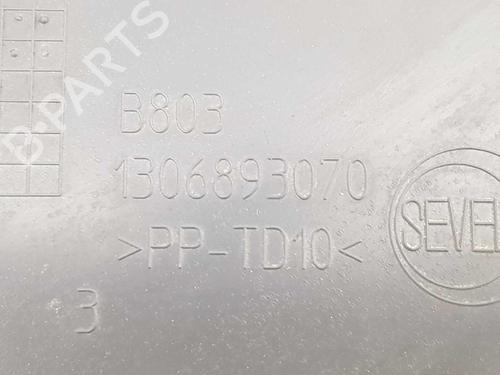 B-PARTS
B803
1306893070
>PP-TD10<
SEVEL
3